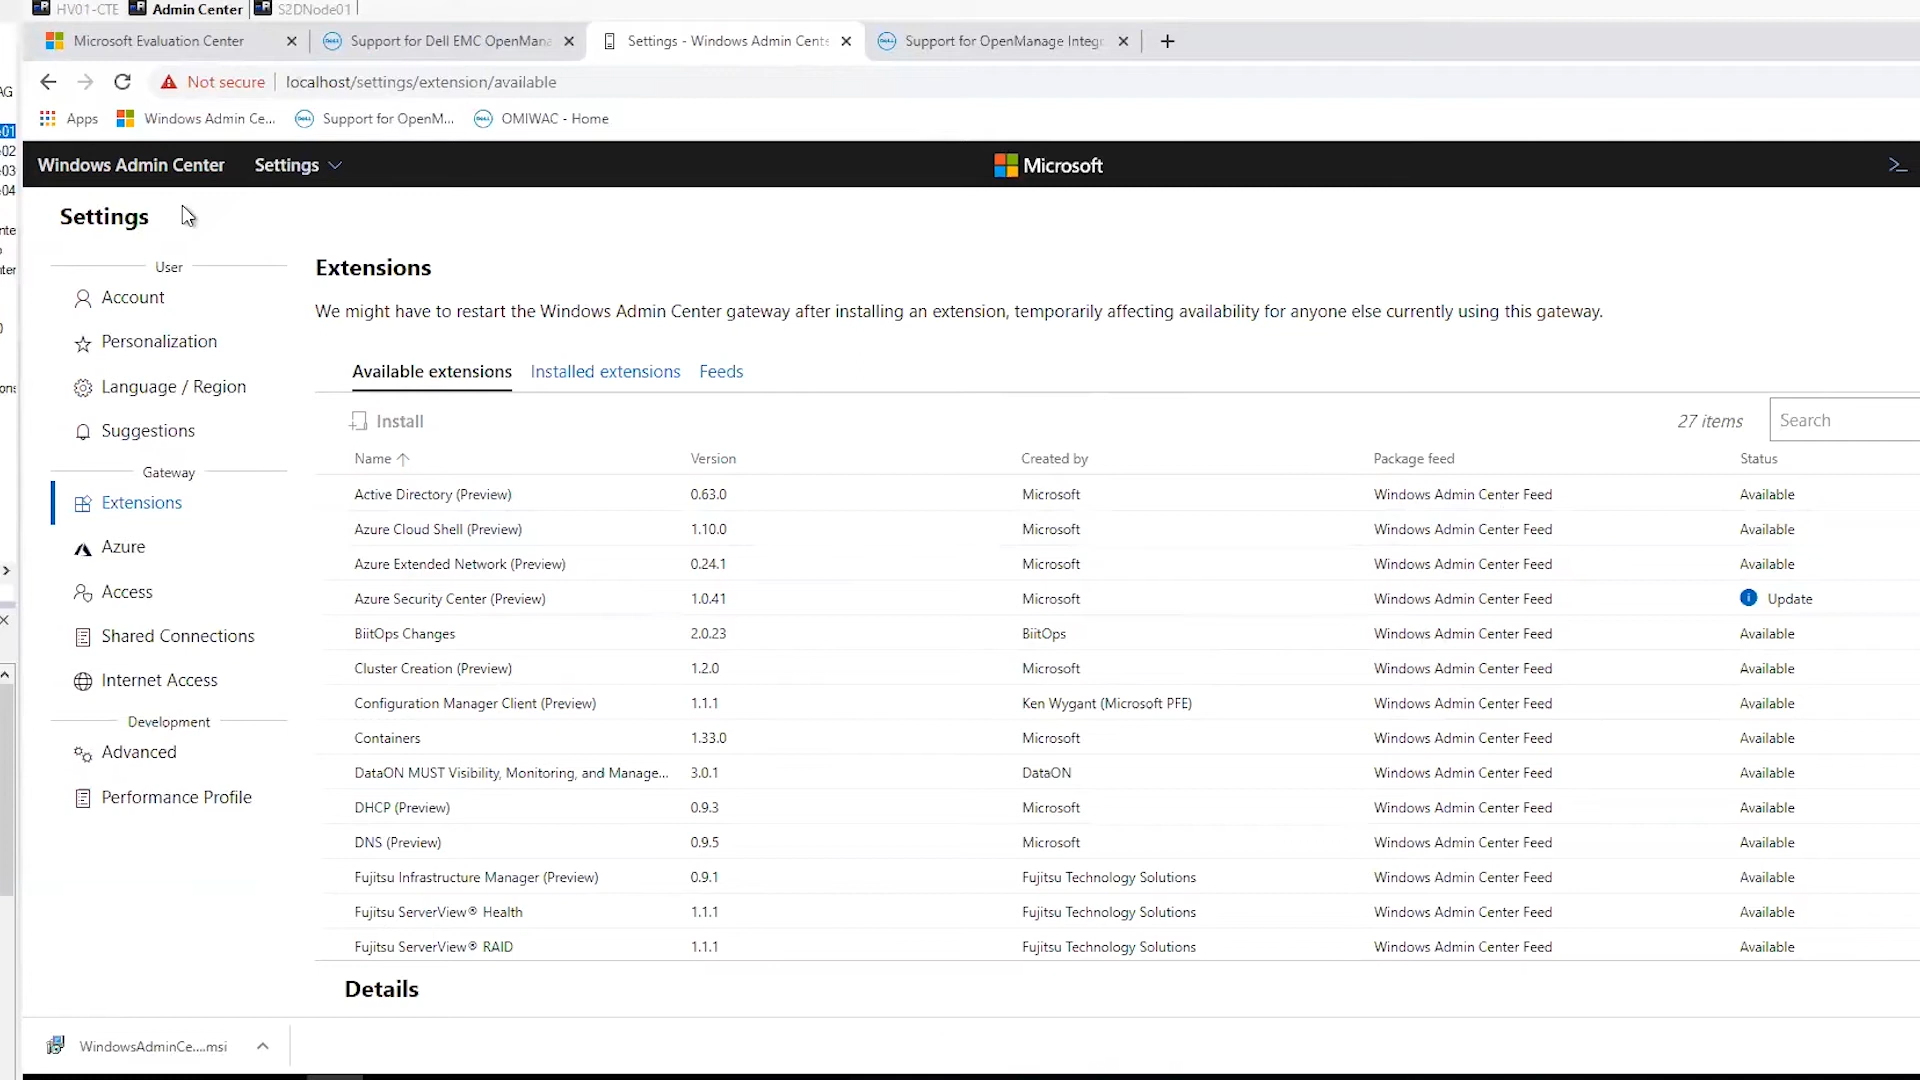 HV01-CTE Admin Center S2DNode01
Microsoft Evaluation Center Support for Dell EMC OpenMana Settings - Windows Admin Cente Support for OpenManage Integ
Not secure localhost/settings/extension/available
Apps Windows Admin Ce... Support for OpenM... OMIWAC - Home
Windows Admin Center Settings Microsoft
Settings
User
Account
Personalization
Language / Region
Suggestions
Gateway
Extensions
Azure
Access
Shared Connections
Internet Access
Development
Advanced
Performance Profile
Extensions
We might have to restart the Windows Admin Center gateway after installing an extension, temporarily affecting availability for anyone else currently using this gateway.
Available extensions Installed extensions Feeds
Install 27 items Search
Name Version Created by Package feed Status
Active Directory (Preview) 0.63.0 Microsoft Windows Admin Center Feed Available
Azure Cloud Shell (Preview) 1.10.0 Microsoft Windows Admin Center Feed Available
Azure Extended Network (Preview) 0.24.1 Microsoft Windows Admin Center Feed Available
Azure Security Center (Preview) 1.0.41 Microsoft Windows Admin Center Feed Update
BiitOps Changes 2.0.23 BiitOps Windows Admin Center Feed Available
Cluster Creation (Preview) 1.2.0 Microsoft Windows Admin Center Feed Available
Configuration Manager Client (Preview) 1.1.1 Ken Wygant (Microsoft PFE) Windows Admin Center Feed Available
Containers 1.33.0 Microsoft Windows Admin Center Feed Available
DataON MUST Visibility, Monitoring, and Manage... 3.0.1 DataON Windows Admin Center Feed Available
DHCP (Preview) 0.9.3 Microsoft Windows Admin Center Feed Available
DNS (Preview) 0.9.5 Microsoft Windows Admin Center Feed Available
Fujitsu Infrastructure Manager (Preview) 0.9.1 Fujitsu Technology Solutions Windows Admin Center Feed Available
Fujitsu ServerView® Health 1.1.1 Fujitsu Technology Solutions Windows Admin Center Feed Available
Fujitsu ServerView® RAID 1.1.1 Fujitsu Technology Solutions Windows Admin Center Feed Available
Details
WindowsAdminCe....msi